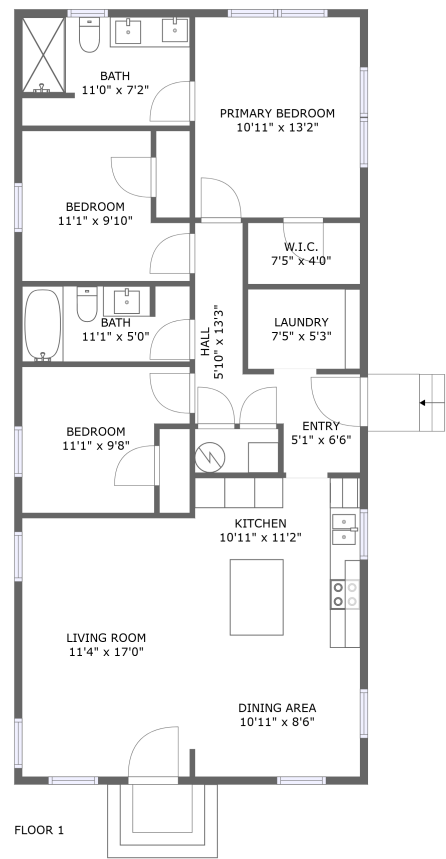 BATH
11'0" x 7'2"
PRIMARY BEDROOM
10'11" x 13'2"
BEDROOM
11'1" x 9'10"
W.I.C.
7'5" x 4'0"
BATH
11'1" x 5'0"
HALL
5'10" x 13'3"
LAUNDRY
7'5" x 5'3"
BEDROOM
11'1" x 9'8"
ENTRY
5'1" x 6'6"
KITCHEN
10'11" x 11'2"
LIVING ROOM
11'4" x 17'0"
DINING AREA
10'11" x 8'6"
FLOOR 1